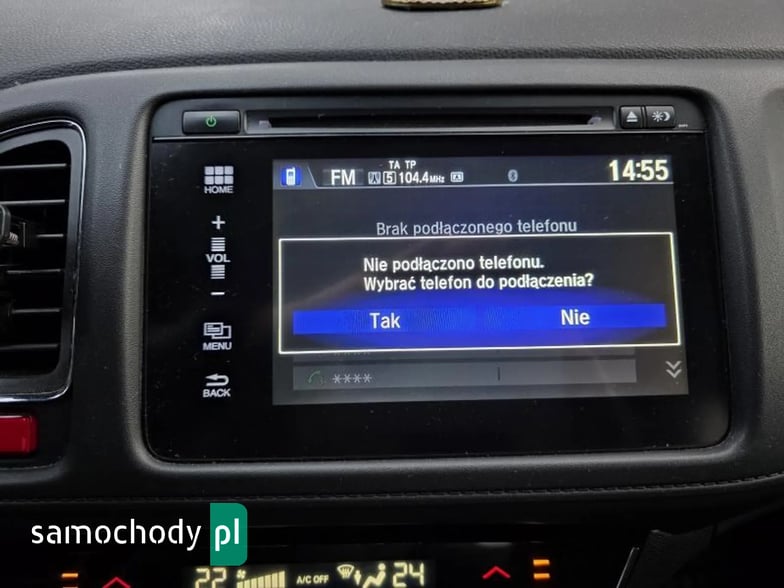 TA TP
FM 5 104.4MHz 14:55
HOME
Brak podłączonego telefonu
+
VOL
−
Nie podłączono telefonu.
Wybrać telefon do podłączenia?
Tak Nie
MENU
****
BACK
samochody pl
22 A/C OFF 24